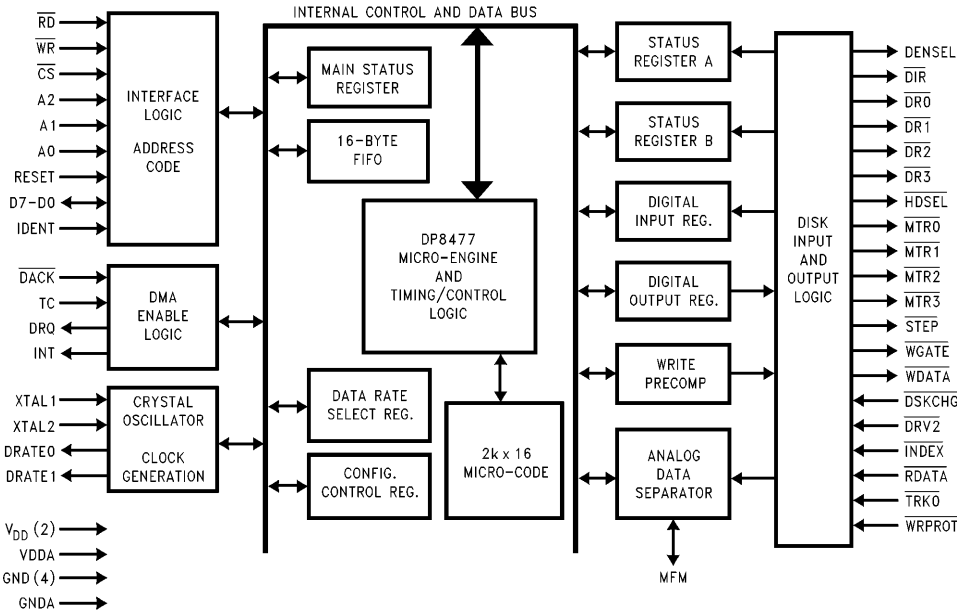 INTERNAL CONTROL AND DATA BUS
RD
WR
CS
A2
A1
A0
RESET
D7-D0
IDENT
INTERFACE
LOGIC
ADDRESS
CODE
DACK
TC
DRQ
INT
DMA
ENABLE
LOGIC
XTAL1
XTAL2
DRATE0
DRATE1
CRYSTAL
OSCILLATOR
CLOCK
GENERATION
VDD (2)
VDDA
GND (4)
GNDA
MAIN STATUS
REGISTER
16-BYTE
FIFO
DP8477
MICRO-ENGINE
AND
TIMING/CONTROL
LOGIC
DATA RATE
SELECT REG.
CONFIG.
CONTROL REG.
2k x 16
MICRO-CODE
STATUS
REGISTER A
STATUS
REGISTER B
DIGITAL
INPUT REG.
DIGITAL
OUTPUT REG.
WRITE
PRECOMP
ANALOG
DATA
SEPARATOR
MFM
DISK
INPUT
AND
OUTPUT
LOGIC
DENSEL
DIR
DR0
DR1
DR2
DR3
HDSEL
MTR0
MTR1
MTR2
MTR3
STEP
WGATE
WDATA
DSKCHG
DRV2
INDEX
RDATA
TRK0
WRPROT